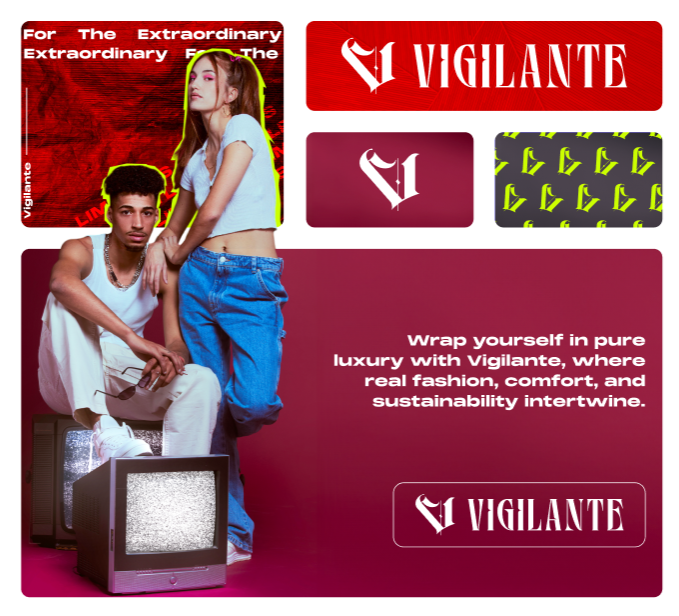 For The Extraordinary
Extraordinary For The
Vigilante
VIGILANTE
Wrap yourself in pure
luxury with Vigilante, where
real fashion, comfort, and
sustainability intertwine.
VIGILANTE